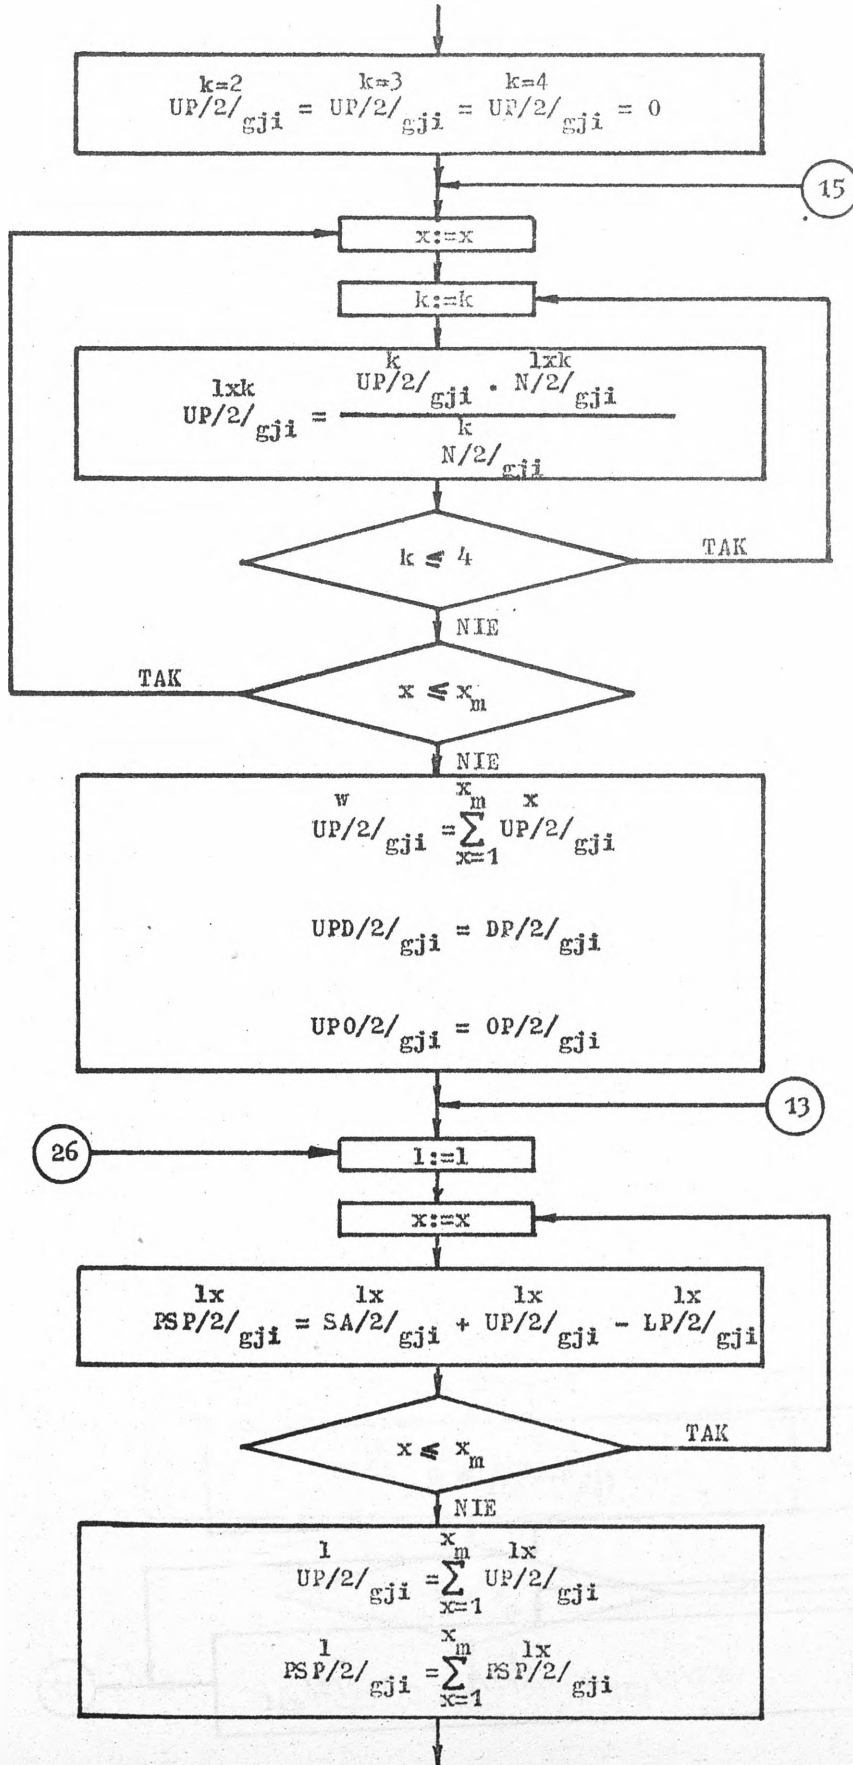 k=2 k=3 k=4
UP/2/gji = UP/2/gji = UP/2/gji = 0
15
x:=x
k:=k
k lxk
UP/2/gji . N/2/gji
lxk
UP/2/gji =
k
N/2/gji
k ≤ 4
TAK
NIE
TAK
x ≤ xm
NIE
w xm x
UP/2/gji = ∑ UP/2/gji
x=1
UPD/2/gji = DP/2/gji
UPO/2/gji = OP/2/gji
13
26
l:=l
x:=x
lx lx lx lx
PSP/2/gji = SA/2/gji + UP/2/gji - LP/2/gji
x ≤ xm
TAK
NIE
l xm lx
UP/2/gji = ∑ UP/2/gji
x=1
l xm lx
PSP/2/gji = ∑ PSP/2/gji
x=1